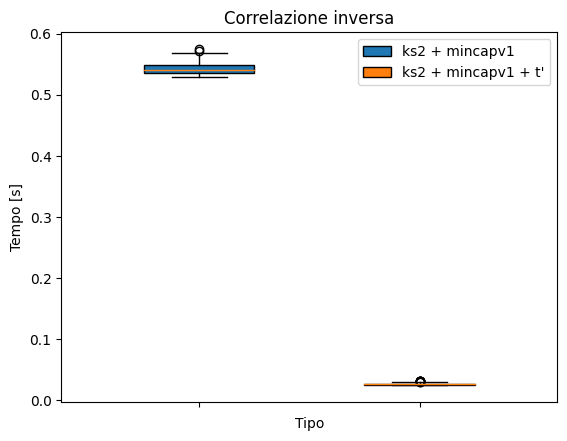 Correlazione inversa
ks2 + mincapv1
ks2 + mincapv1 + t'
0.6
0.5
0.4
0.3
0.2
0.1
0.0
Tempo [s]
Tipo